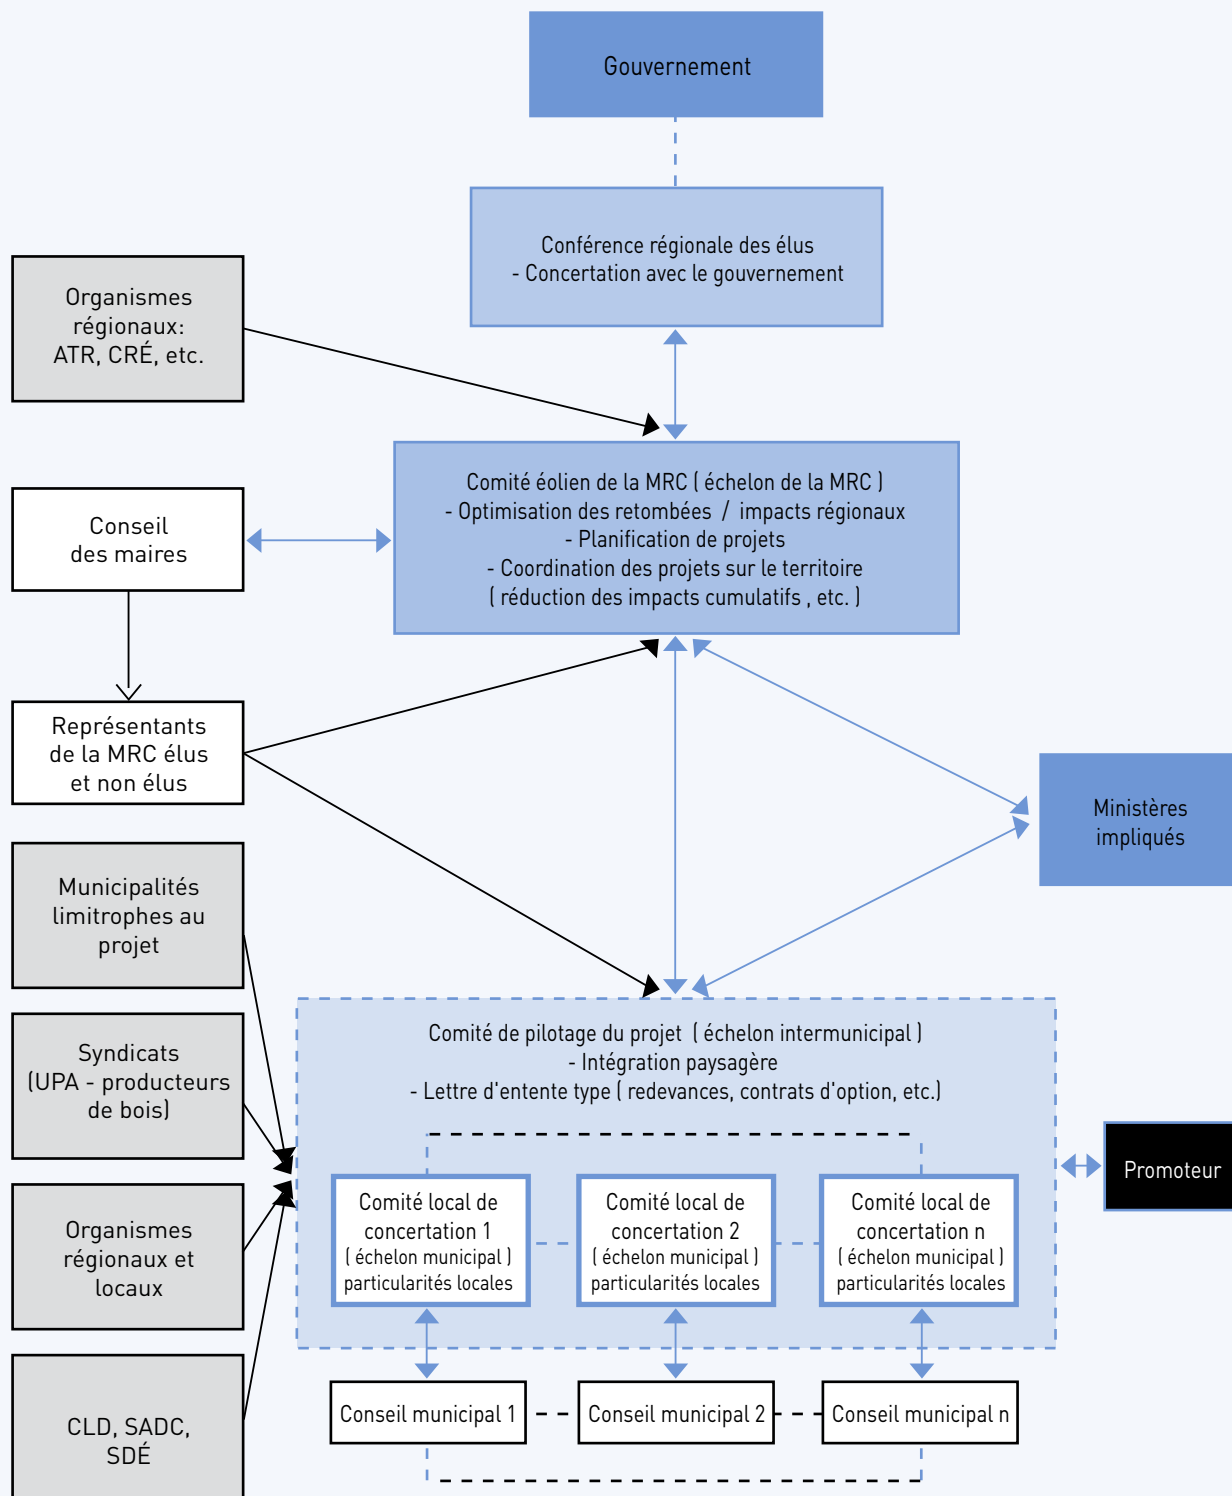 Gouvernement
Conférence régionale des élus
- Concertation avec le gouvernement
Organismes
régionaux:
ATR, CRÉ, etc.
Comité éolien de la MRC ( échelon de la MRC )
- Optimisation des retombées / impacts régionaux
- Planification de projets
- Coordination des projets sur le territoire
( réduction des impacts cumulatifs , etc. )
Conseil
des maires
Représentants
de la MRC élus
et non élus
Ministères
impliqués
Municipalités
limitrophes au
projet
Syndicats
(UPA - producteurs
de bois)
Organismes
régionaux et
locaux
CLD, SADC,
SDÉ
Comité de pilotage du projet ( échelon intermunicipal )
- Intégration paysagère
- Lettre d'entente type ( redevances, contrats d'option, etc.)
Comité local de
concertation 1
( échelon municipal )
particularités locales
Comité local de
concertation 2
( échelon municipal )
particularités locales
Comité local de
concertation n
( échelon municipal )
particularités locales
Promoteur
Conseil municipal 1
Conseil municipal 2
Conseil municipal n